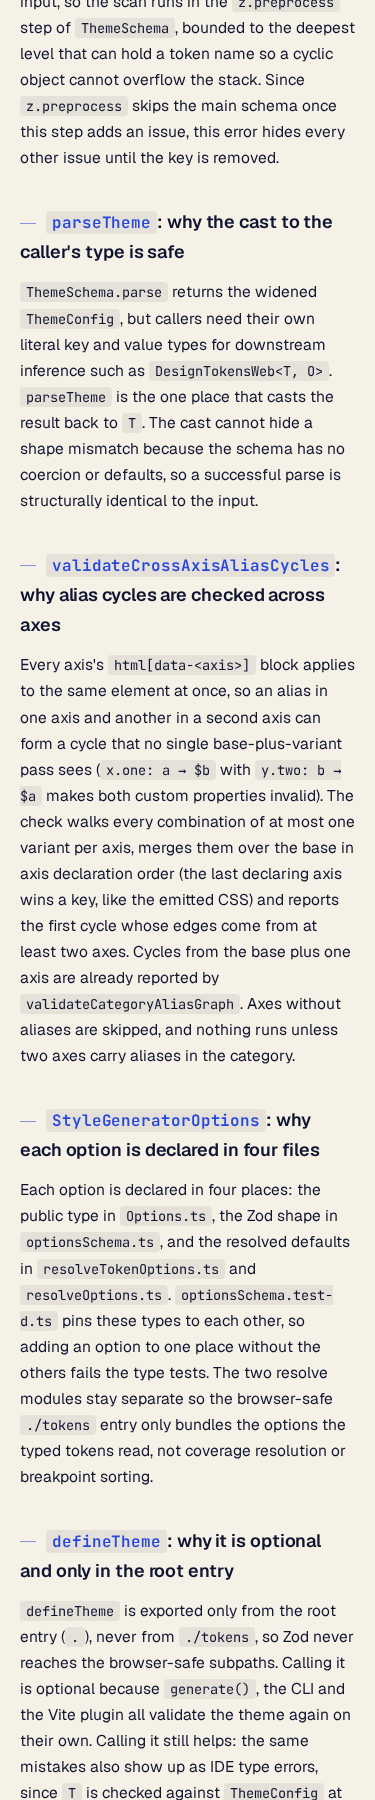 input, so the scan runs in the z.preprocess
step of ThemeSchema, bounded to the deepest
level that can hold a token name so a cyclic
object cannot overflow the stack. Since
z.preprocess skips the main schema once
this step adds an issue, this error hides every
other issue until the key is removed.
— parseTheme: why the cast to the
caller's type is safe
ThemeSchema.parse returns the widened
ThemeConfig, but callers need their own
literal key and value types for downstream
inference such as DesignTokensWeb<T, O>.
parseTheme is the one place that casts the
result back to T. The cast cannot hide a
shape mismatch because the schema has no
coercion or defaults, so a successful parse is
structurally identical to the input.
— validateCrossAxisAliasCycles:
why alias cycles are checked across
axes
Every axis's html[data-<axis>] block applies
to the same element at once, so an alias in
one axis and another in a second axis can
form a cycle that no single base-plus-variant
pass sees (x.one: a → $b with y.two: b →
$a makes both custom properties invalid). The
check walks every combination of at most one
variant per axis, merges them over the base in
axis declaration order (the last declaring axis
wins a key, like the emitted CSS) and reports
the first cycle whose edges come from at
least two axes. Cycles from the base plus one
axis are already reported by
validateCategoryAliasGraph. Axes without
aliases are skipped, and nothing runs unless
two axes carry aliases in the category.
— StyleGeneratorOptions: why
each option is declared in four files
Each option is declared in four places: the
public type in Options.ts, the Zod shape in
optionsSchema.ts, and the resolved defaults
in resolveTokenOptions.ts and
resolveOptions.ts. optionsSchema.test-
d.ts pins these types to each other, so
adding an option to one place without the
others fails the type tests. The two resolve
modules stay separate so the browser-safe
./tokens entry only bundles the options the
typed tokens read, not coverage resolution or
breakpoint sorting.
— defineTheme: why it is optional
and only in the root entry
defineTheme is exported only from the root
entry (.), never from ./tokens, so Zod never
reaches the browser-safe subpaths. Calling it
is optional because generate(), the CLI and
the Vite plugin all validate the theme again on
their own. Calling it still helps: the same
mistakes also show up as IDE type errors,
since T is checked against ThemeConfig at